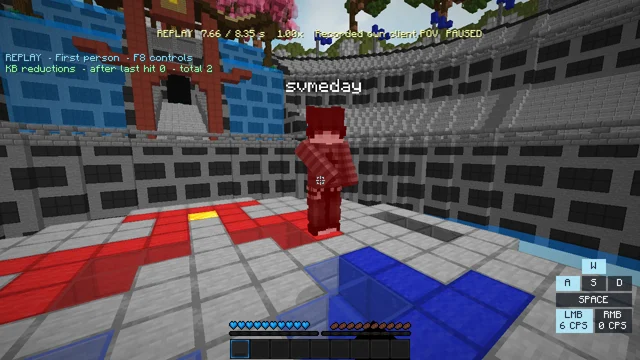 REPLAY 7.66 / 8.35 s 1.00x Recorded own client FOV PAUSED
REPLAY - First person - F8 controls
KB reductions - after last hit 0 - total 2
svmeday
W
A S D
SPACE
LMB RMB
6 CPS 0 CPS